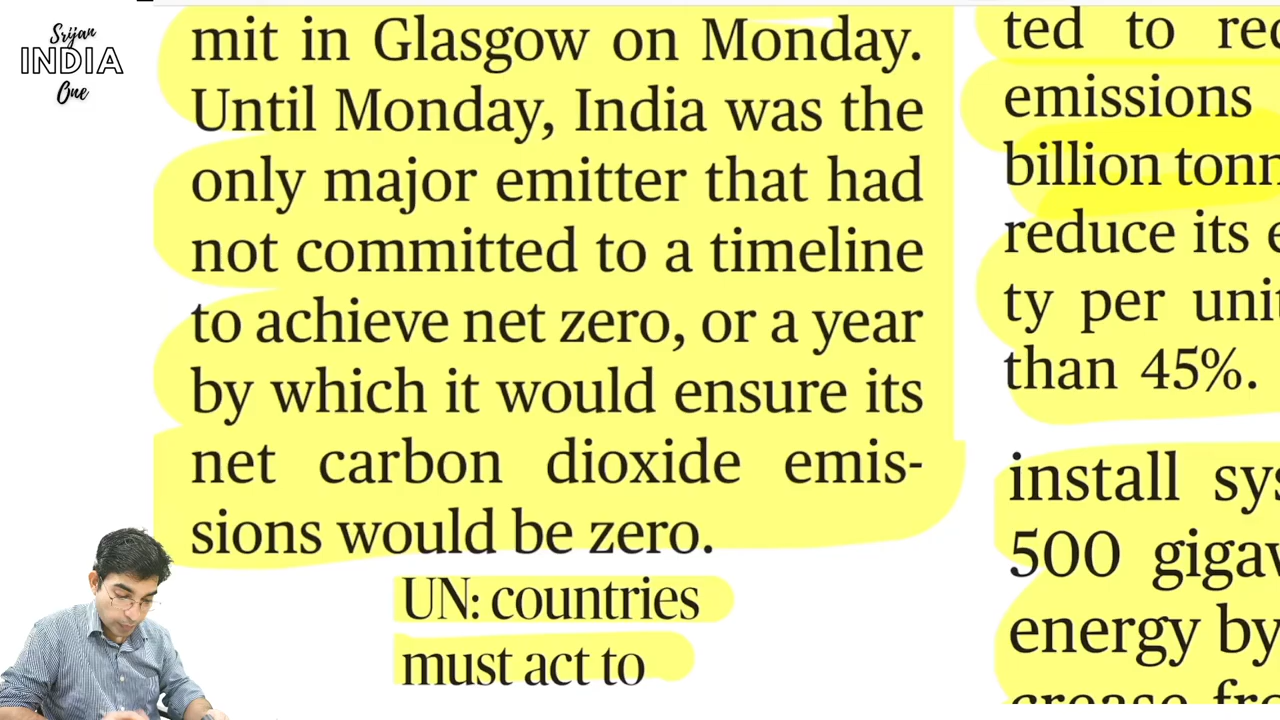 Srijan
INDIA
One
mit in Glasgow on Monday.
Until Monday, India was the
only major emitter that had
not committed to a timeline
to achieve net zero, or a year
by which it would ensure its
net carbon dioxide emis-
sions would be zero.
UN: countries
must act to
ted to
emissions
billion
reduce its
ty per
than 45%.
install
500
energy by